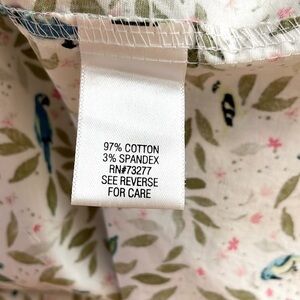 97% COTTON
3% SPANDEX
RN#73277
SEE REVERSE
FOR CARE